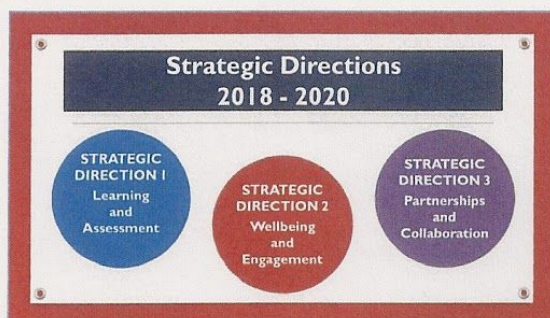 Strategic Directions
2018 - 2020
STRATEGIC
DIRECTION 1
Learning
and
Assessment
STRATEGIC
DIRECTION 2
Wellbeing
and
Engagement
STRATEGIC
DIRECTION 3
Partnerships
and
Collaboration